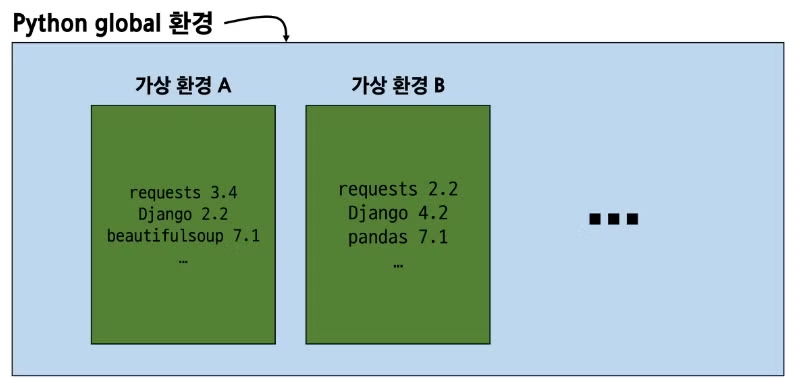 Python global 환경
가상 환경 A
requests 3.4
Django 2.2
beautifulsoup 7.1
…
가상 환경 B
requests 2.2
Django 4.2
pandas 7.1
…
...